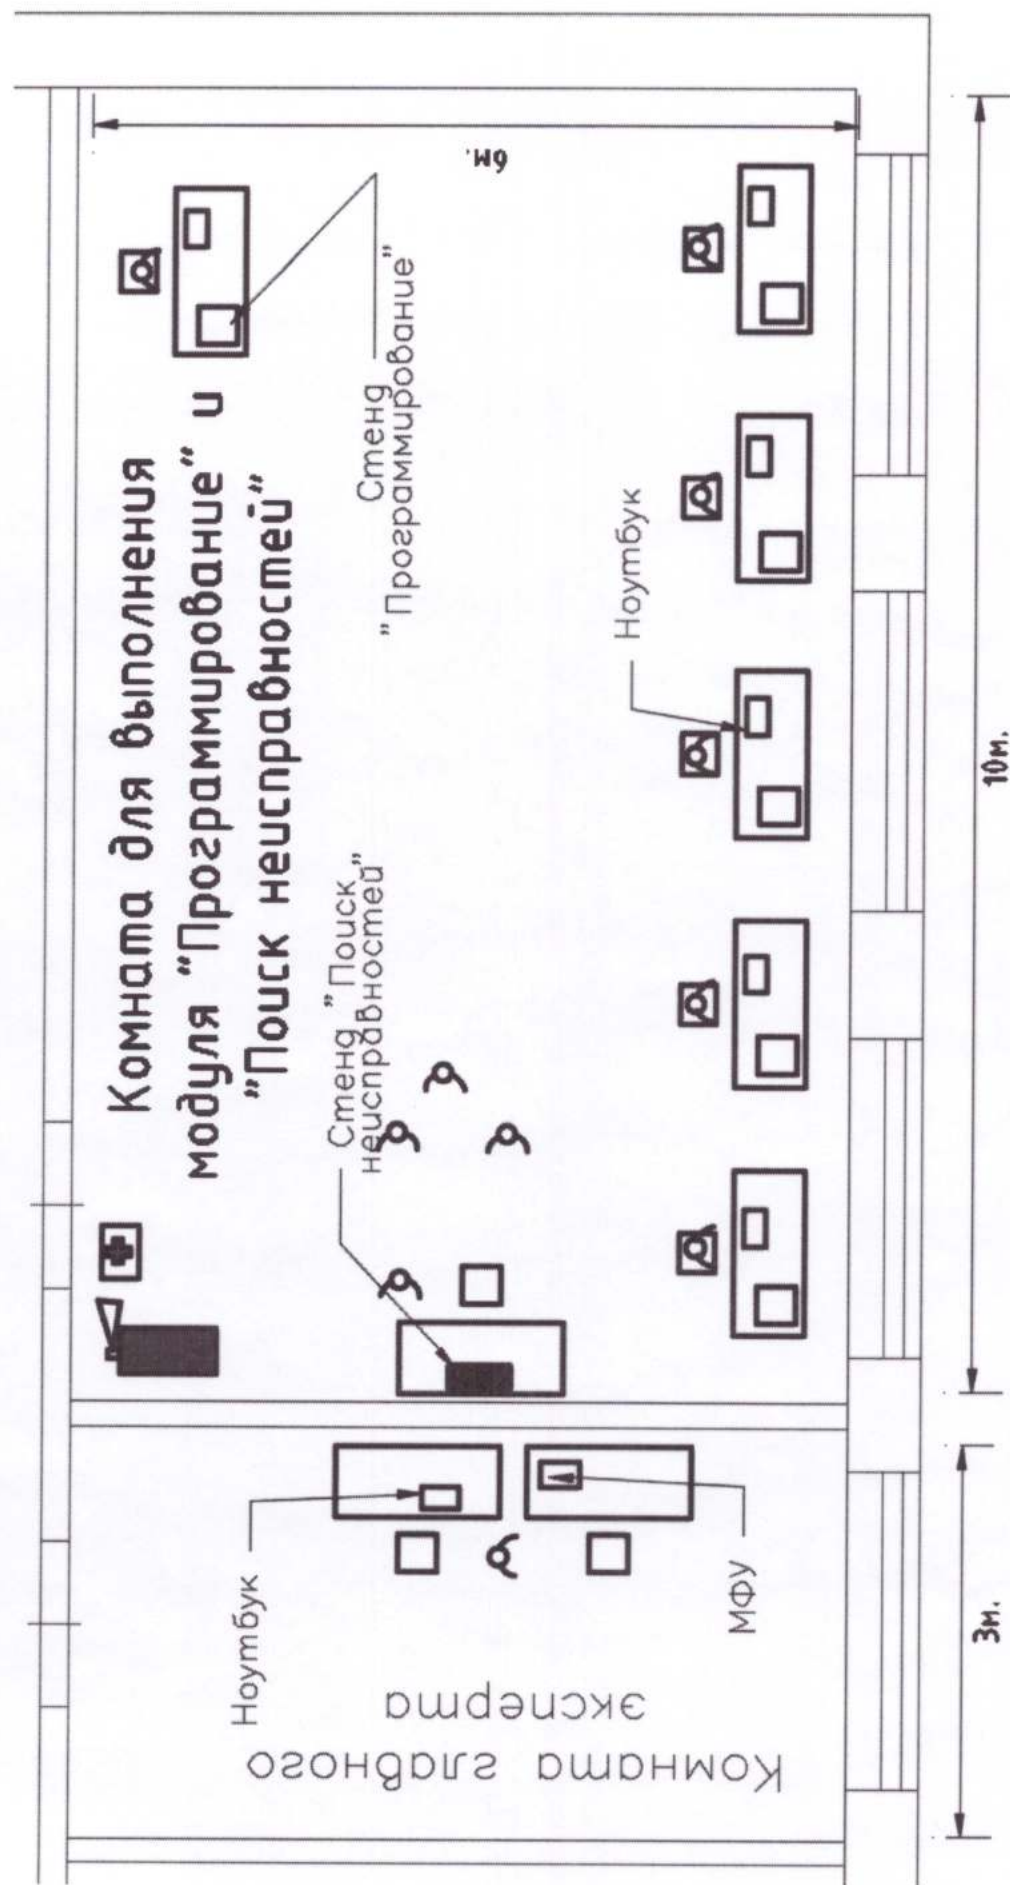 6м.
Комната для выполнения
модуля "Программирование" и
"Поиск неисправностей"
Стенд
"Программирование"
Стенд "Поиск
неисправностей"
Ноутбук
10м.
Ноутбук
МФУ
Комната главного
эксперта
3м.